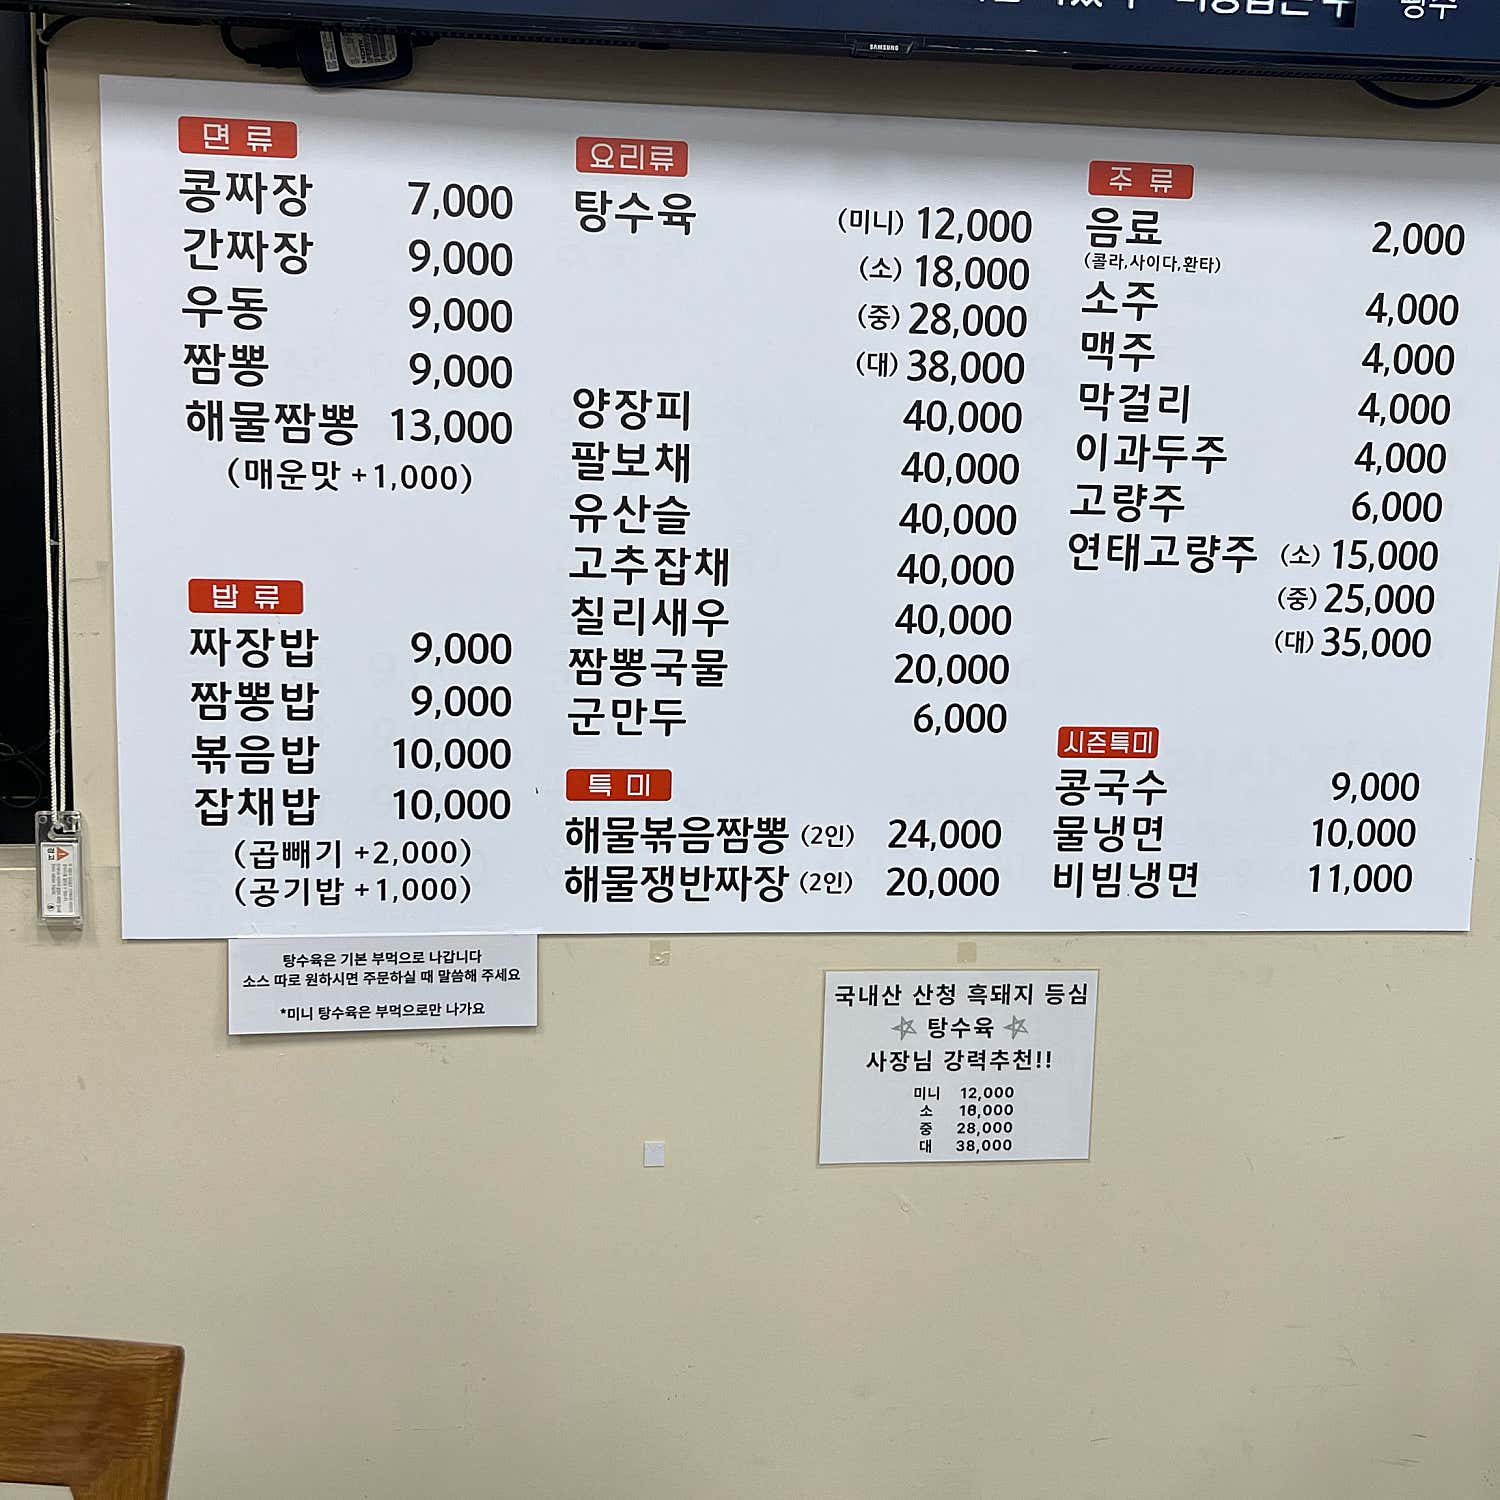 SAMSUNG
면 류
콩짜장 7,000
간짜장 9,000
우동 9,000
짬뽕 9,000
해물짬뽕 13,000
(매운맛 +1,000)
밥 류
짜장밥 9,000
짬뽕밥 9,000
볶음밥 10,000
잡채밥 10,000
(곱빼기 +2,000)
(공기밥 +1,000)
요리류
탕수육 (미니) 12,000
(소) 18,000
(중) 28,000
(대) 38,000
양장피 40,000
팔보채 40,000
유산슬 40,000
고추잡채 40,000
칠리새우 40,000
짬뽕국물 20,000
군만두 6,000
특 미
해물볶음짬뽕 (2인) 24,000
해물쟁반짜장 (2인) 20,000
주 류
음료 2,000
(콜라,사이다,환타)
소주 4,000
맥주 4,000
막걸리 4,000
이과두주 4,000
고량주 6,000
연태고량주 (소) 15,000
(중) 25,000
(대) 35,000
시즌특미
콩국수 9,000
물냉면 10,000
비빔냉면 11,000
탕수육은 기본 부먹으로 나갑니다
소스 따로 원하시면 주문하실 때 말씀해 주세요
*미니 탕수육은 부먹으로만 나가요
국내산 산청 흑돼지 등심
탕수육
사장님 강력추천!!
미니 12,000
소 18,000
중 28,000
대 38,000
경고